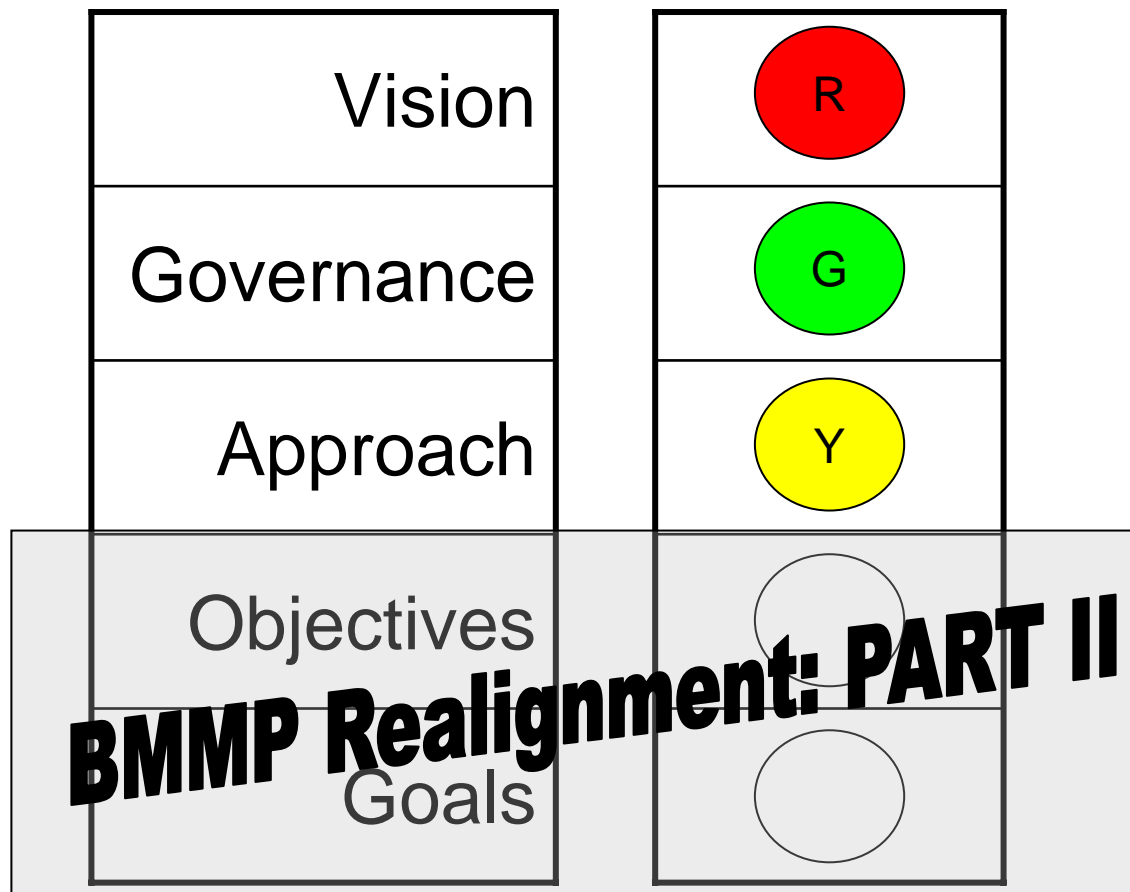 Vision
R
Governance
G
Approach
Y
Objectives
BMMP Realignment: PART II
Goals